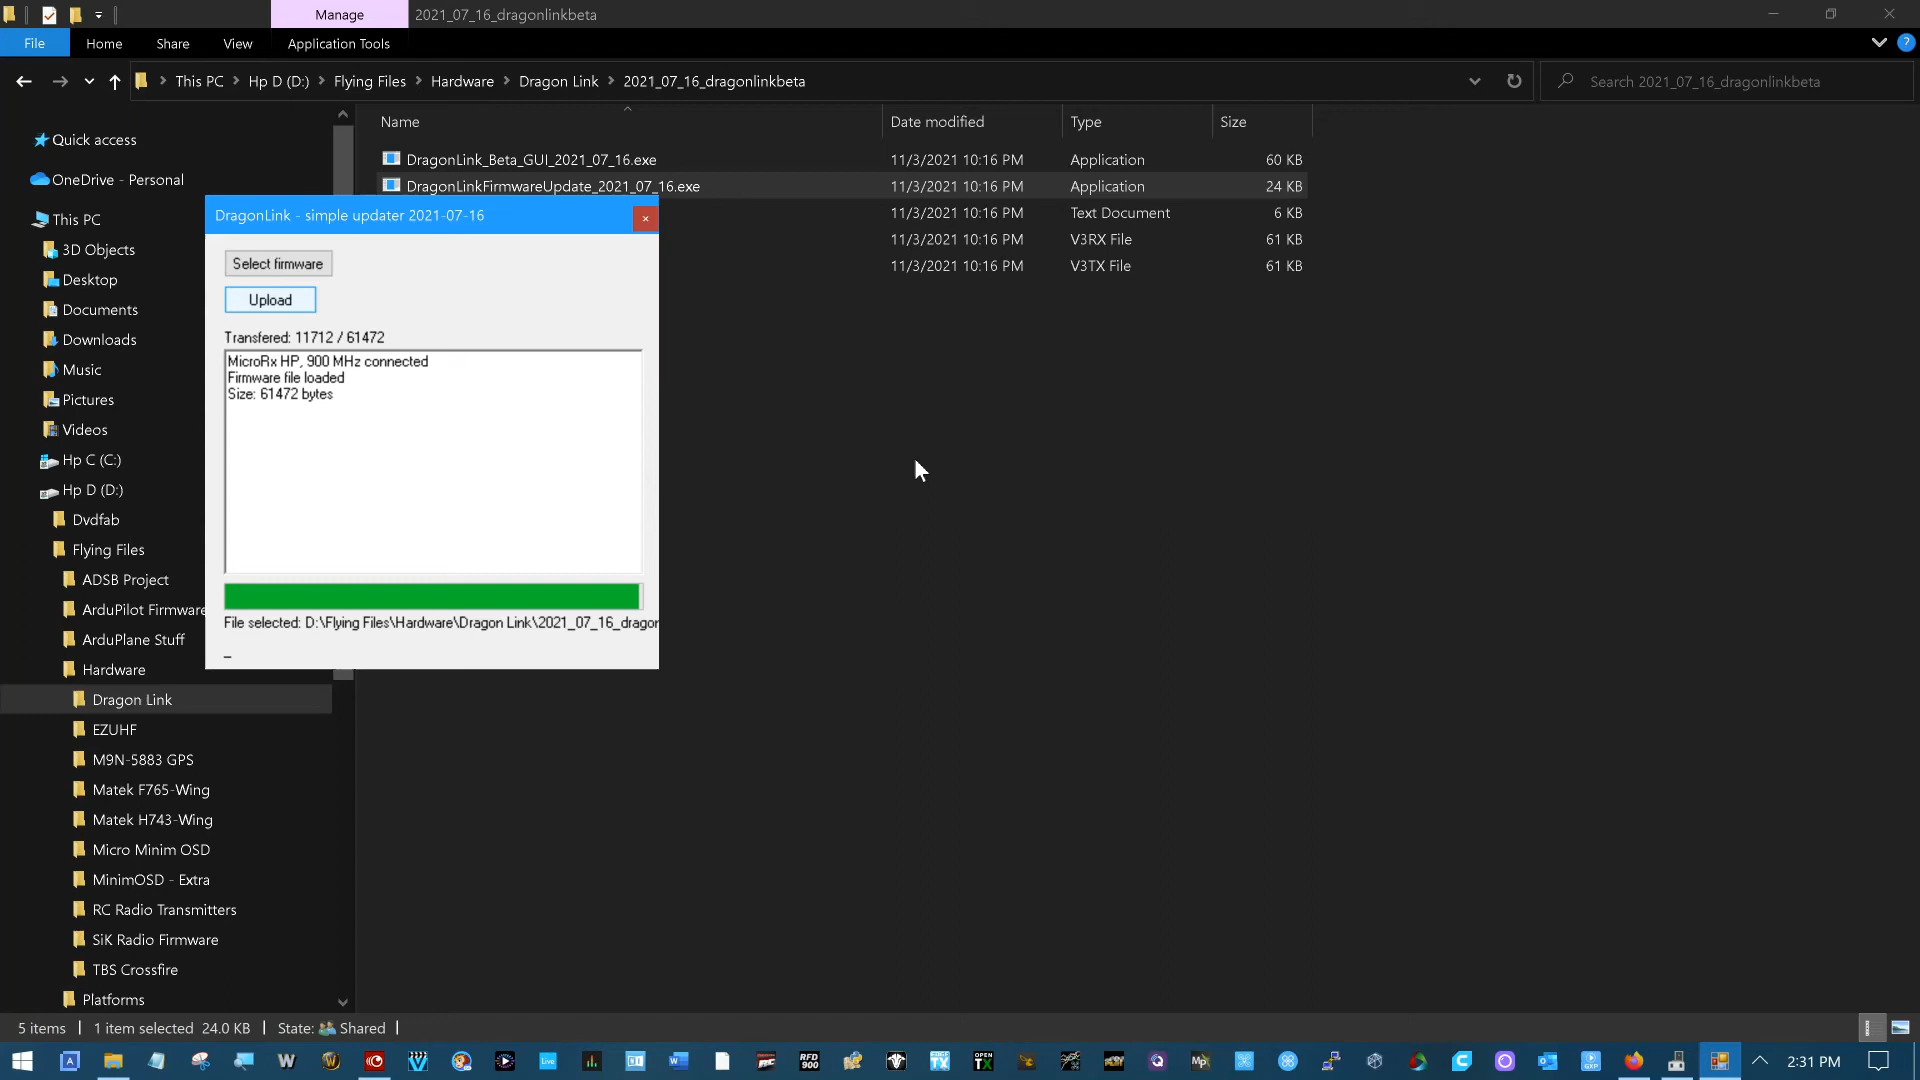 Manage
2021_07_16_dragonlinkbeta
File
Home
Share
View
Application Tools
This PC
Hp D (D:)
Flying Files
Hardware
Dragon Link
2021_07_16_dragonlinkbeta
Search 2021_07_16_dragonlinkbeta
Name
Date modified
Type
Size
DragonLink_Beta_GUI_2021_07_16.exe
11/3/2021 10:16 PM
Application
60 KB
DragonLinkFirmwareUpdate_2021_07_16.exe
11/3/2021 10:16 PM
Application
24 KB
11/3/2021 10:16 PM
Text Document
6 KB
11/3/2021 10:16 PM
V3RX File
61 KB
11/3/2021 10:16 PM
V3TX File
61 KB
DragonLink - simple updater 2021-07-16
Select firmware
Upload
Transfered: 11712 / 61472
MicroRx HP, 900 MHz connected
Firmware file loaded
Size: 61472 bytes
File selected: D:\Flying Files\Hardware\Dragon Link\2021_07_16_dragor
Quick access
OneDrive - Personal
This PC
3D Objects
Desktop
Documents
Downloads
Music
Pictures
Videos
Hp C (C:)
Hp D (D:)
Dvdfab
Flying Files
ADSB Project
ArduPilot Firmware
ArduPlane Stuff
Hardware
Dragon Link
EZUHF
M9N-5883 GPS
Matek F765-Wing
Matek H743-Wing
Micro Minim OSD
MinimOSD - Extra
RC Radio Transmitters
SiK Radio Firmware
TBS Crossfire
Platforms
5 items
1 item selected 24.0 KB
State: Shared
2:31 PM